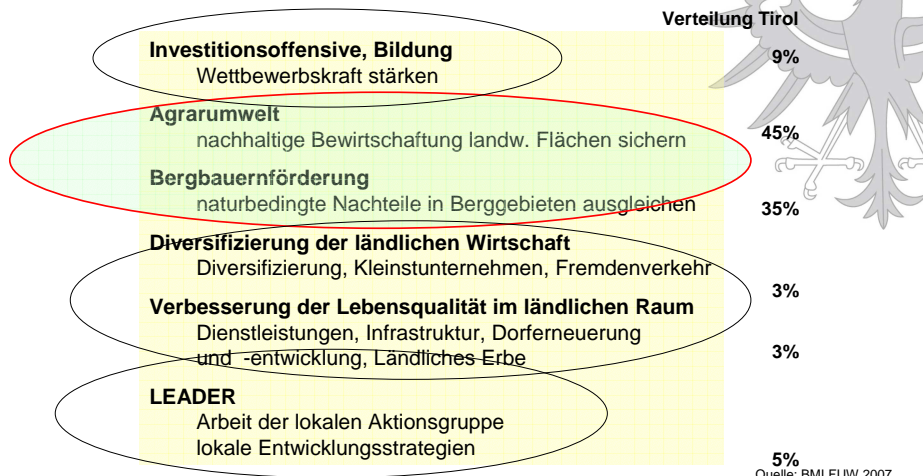 Verteilung Tirol
Investitionsoffensive, Bildung 9%
Wettbewerbskraft stärken
Agrarumwelt
nachhaltige Bewirtschaftung landw. Flächen sichern 45%
Bergbauernförderung
naturbedingte Nachteile in Berggebieten ausgleichen 35%
Diversifizierung der ländlichen Wirtschaft
Diversifizierung, Kleinstunternehmen, Fremdenverkehr
3%
Verbesserung der Lebensqualität im ländlichen Raum
Dienstleistungen, Infrastruktur, Dorferneuerung
und -entwicklung, Ländliches Erbe 3%
LEADER
Arbeit der lokalen Aktionsgruppe
lokale Entwicklungsstrategien 5%
Quelle: BMLFUW 2007